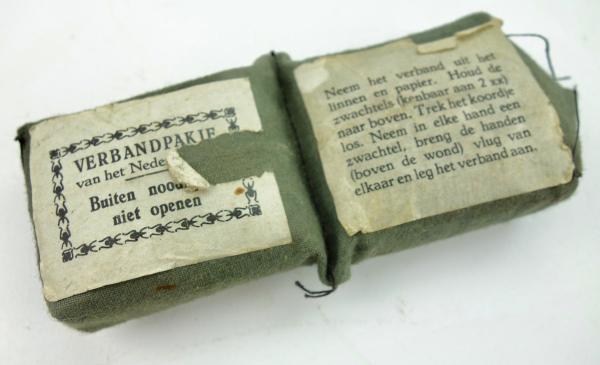 VERBANDPAKJE
van het Neder
Buiten nood
niet openen
Neem het verband uit het
linnen en papier. Houd de
zwachtels (kenbaar aan 2 xx)
naar boven. Trek het koordje
los. Neem in elke hand een
zwachtel, breng de handen
(boven de wond) vlug van
elkaar en leg het verband aan.